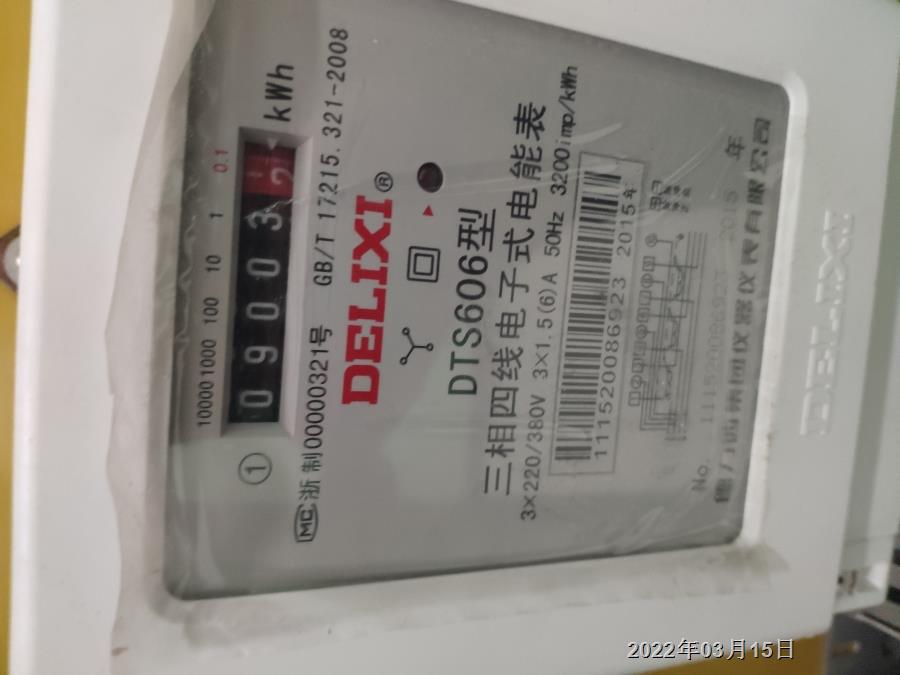 10000 1000 100 10 1 0.1
0 9 0 0 3 2 kWh
①
MC 浙制00000321号 GB/T 17215.321-2008
DELIXI®
DTS606型
三相四线电子式电能表
3×220/380V 3×1.5(6)A 50Hz 3200imp/kWh
111520086923 2015年
No. 111520086923 2015 年
德力西集团仪器仪表有限公司
DELIXI
2022年03月15日